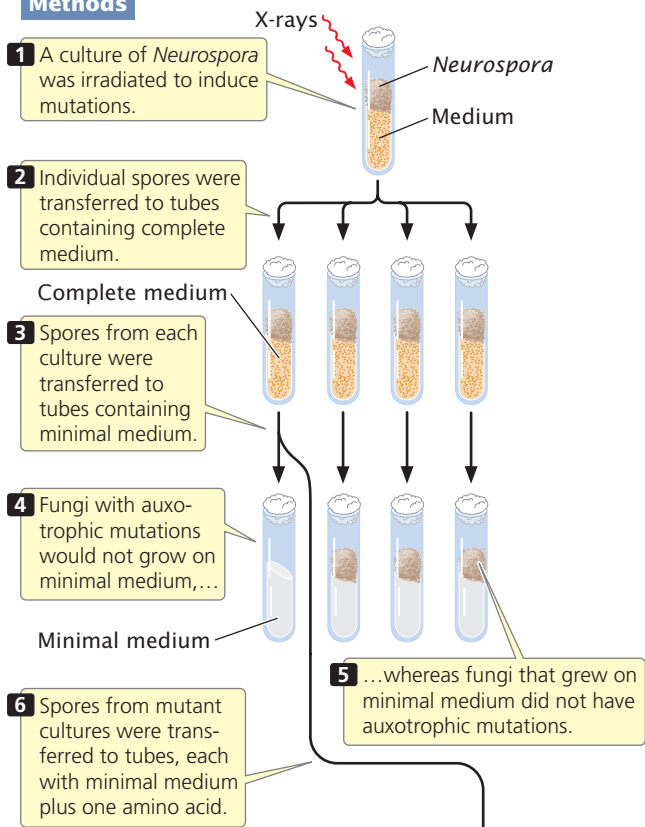 Methods
X-rays
1 A culture of Neurospora
was irradiated to induce
mutations.
Neurospora
Medium
2 Individual spores were
transferred to tubes
containing complete
medium.
Complete medium
3 Spores from each
culture were
transferred to
tubes containing
minimal medium.
4 Fungi with auxo-
trophic mutations
would not grow on
minimal medium,…
Minimal medium
5 …whereas fungi that grew on
minimal medium did not have
auxotrophic mutations.
6 Spores from mutant
cultures were trans-
ferred to tubes, each
with minimal medium
plus one amino acid.